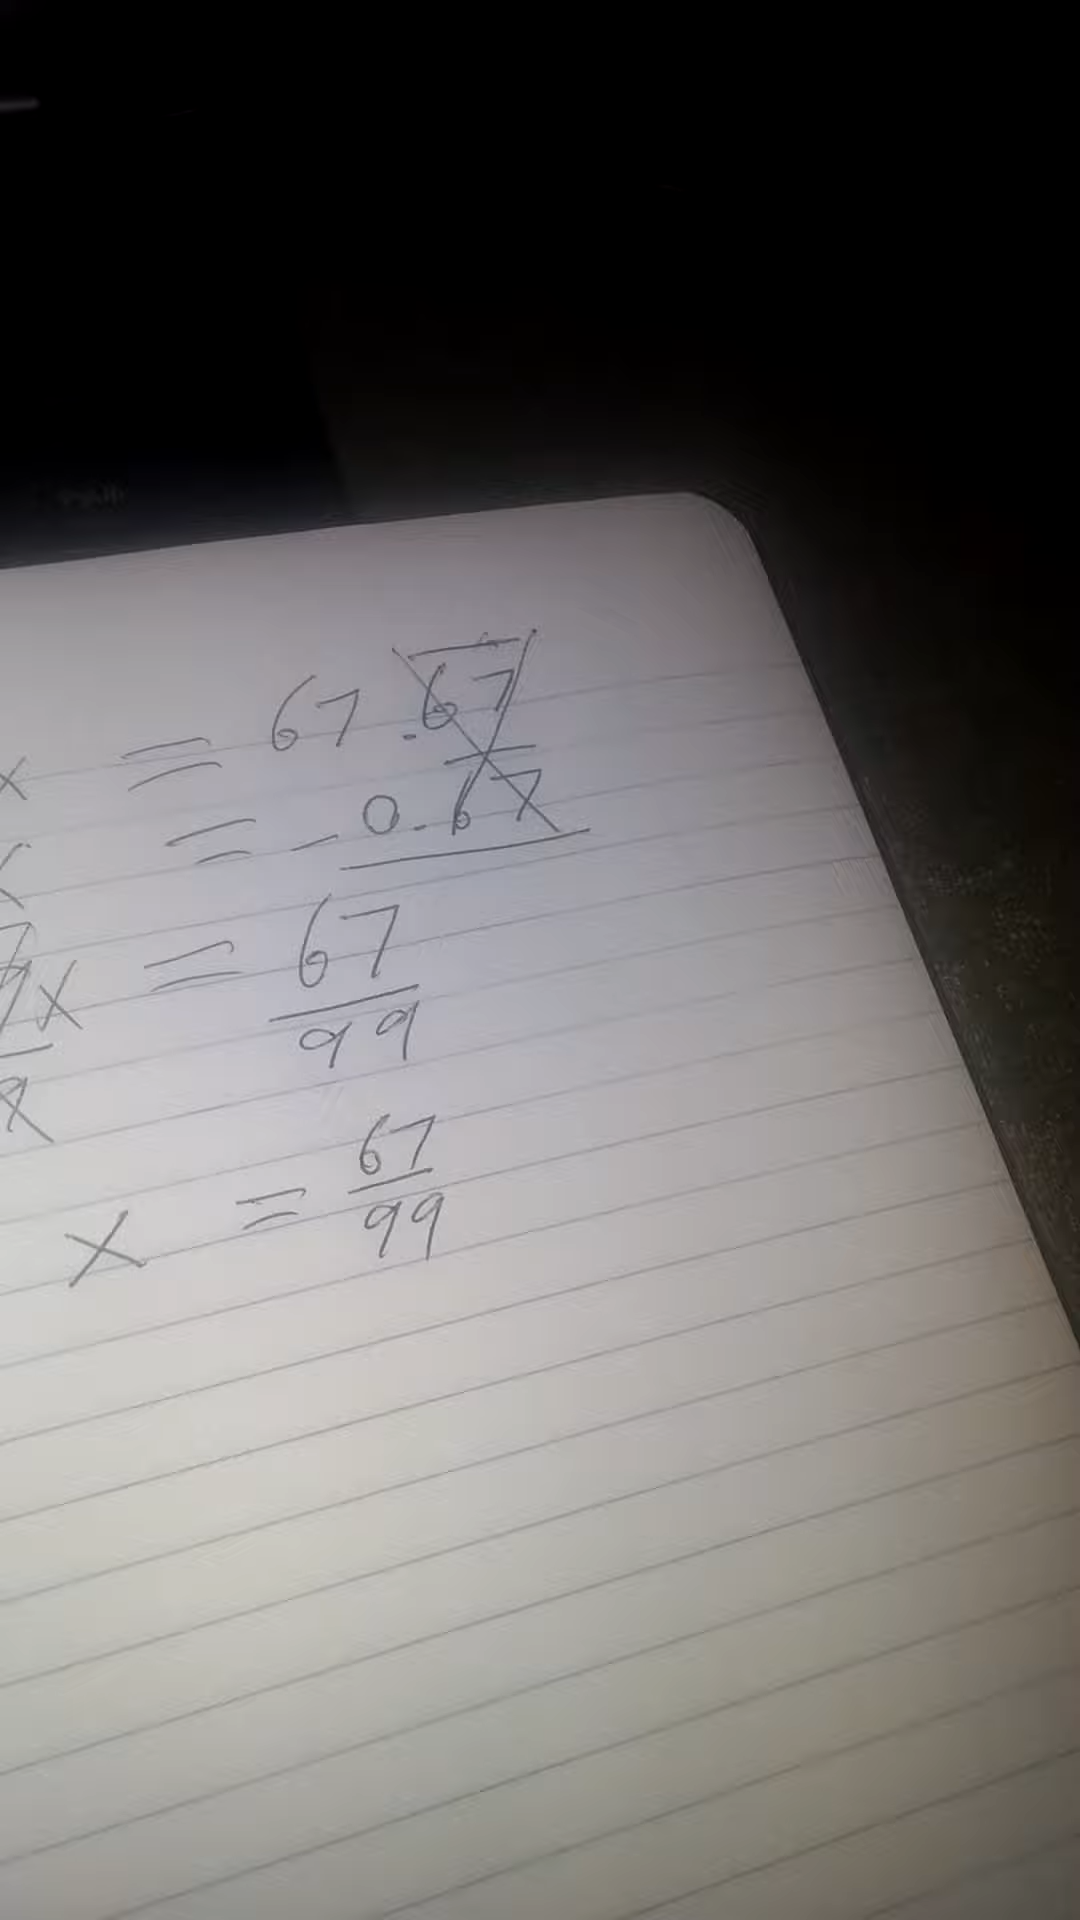 x = 67.67
x = - 0.67
x = 67
99
x = 67
99